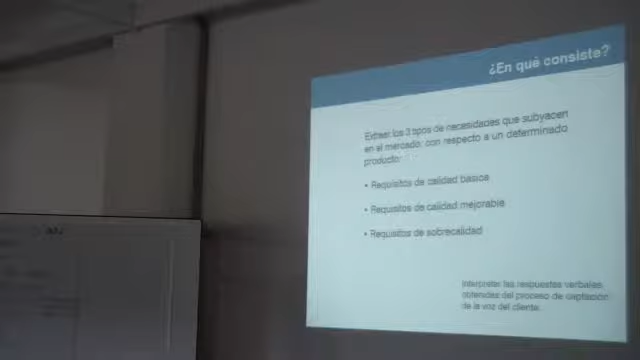 ¿En qué consiste?
Extraer los 3 tipos de necesidades que subyacen
en el mercado, con respecto a un determinado
producto:
• Requisitos de calidad básica
• Requisitos de calidad mejorable
• Requisitos de sobrecalidad
Interpretar las respuestas verbales
obtenidas del proceso de captación
de la voz del cliente.